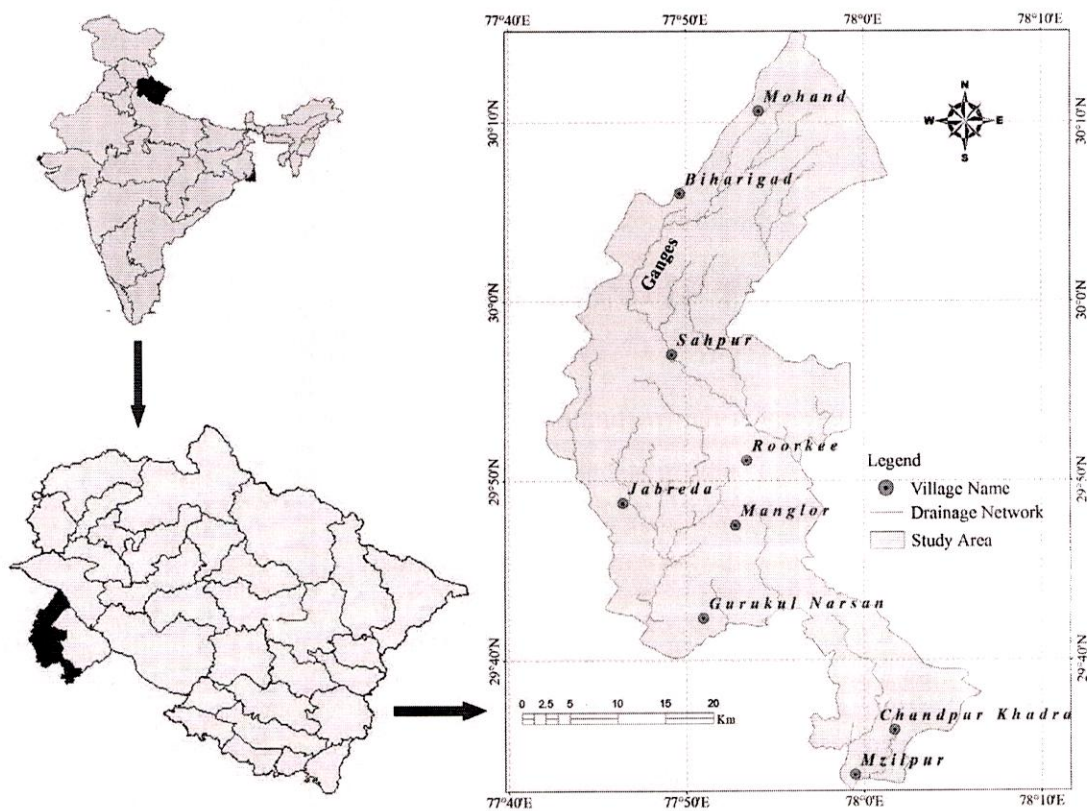 77°40'E 77°50'E 78°0'E 78°10'E
N
W E
S
30°10'N 30°10'N
Mohand
Biharigad
Ganges
30°0'N 30°0'N
Sahpur
Roorkee
Legend
Village Name
Drainage Network
Study Area
29°50'N 29°50'N
Jabreda
Manglor
Gurukul Narsan
29°40'N 29°40'N
0 2.5 5 10 15 20
Km
Chandpur Khadra
Mzilpur
77°40'E 77°50'E 78°0'E 78°10'E